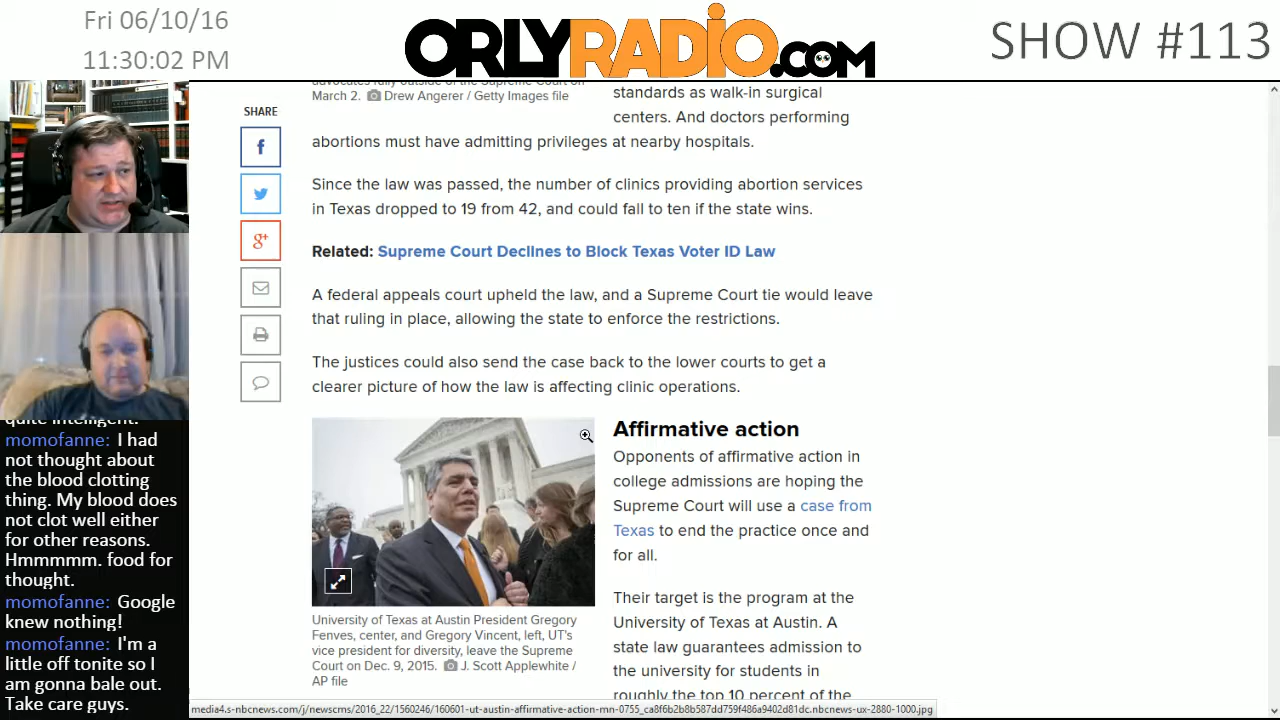 Fri 06/10/16
11:30:02 PM
ORLYRADIO.COM
SHOW #113
March 2. Drew Angerer / Getty Images file
standards as walk-in surgical
centers. And doctors performing
abortions must have admitting privileges at nearby hospitals.
SHARE
f
g+
Since the law was passed, the number of clinics providing abortion services
in Texas dropped to 19 from 42, and could fall to ten if the state wins.
Related: Supreme Court Declines to Block Texas Voter ID Law
A federal appeals court upheld the law, and a Supreme Court tie would leave
that ruling in place, allowing the state to enforce the restrictions.
The justices could also send the case back to the lower courts to get a
clearer picture of how the law is affecting clinic operations.
University of Texas at Austin President Gregory
Fenves, center, and Gregory Vincent, left, UT's
vice president for diversity, leave the Supreme
Court on Dec. 9, 2015. J. Scott Applewhite /
AP file
Affirmative action
Opponents of affirmative action in
college admissions are hoping the
Supreme Court will use a case from
Texas to end the practice once and
for all.
Their target is the program at the
University of Texas at Austin. A
state law guarantees admission to
the university for students in
roughly the top 10 percent of the
quite intelligent.
momofanne: I had
not thought about
the blood clotting
thing. My blood does
not clot well either
for other reasons.
Hmmmmm. food for
thought.
momofanne: Google
knew nothing!
momofanne: I'm a
little off tonite so I
am gonna bale out.
Take care guys.
media4.s-nbcnews.com/j/newscms/2016_22/1560246/160601-ut-austin-affirmative-action-mn-0755_ca8f6b2b8b587dd759f486a9402d81dc.nbcnews-ux-2880-1000.jpg